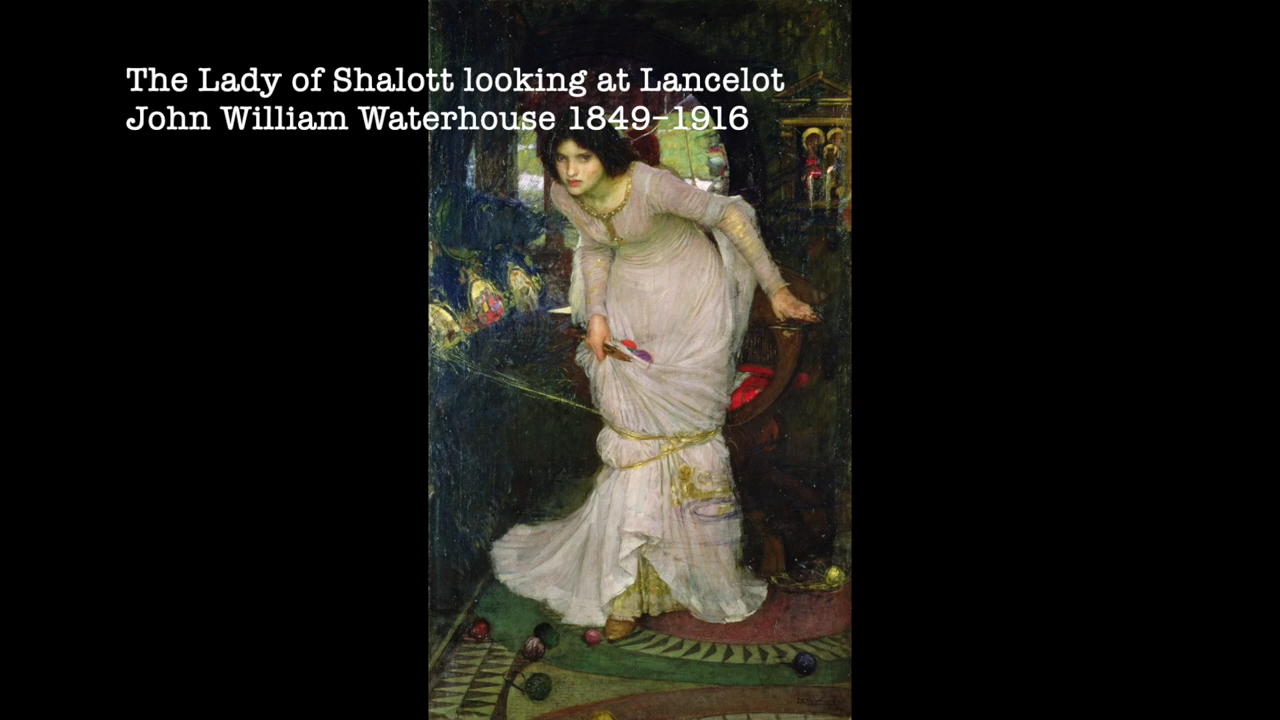 The Lady of Shalott looking at Lancelot
John William Waterhouse 1849-1916